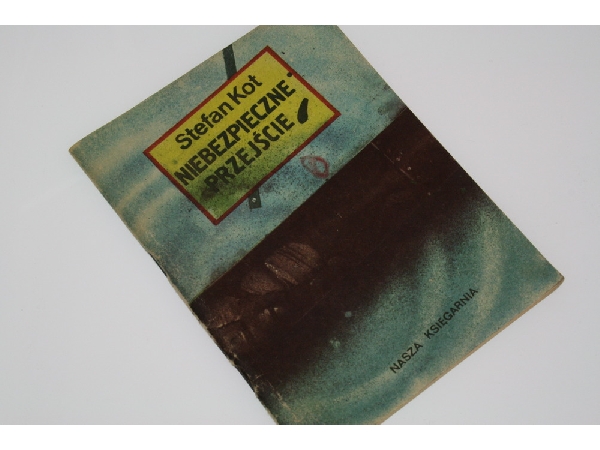 Stefan Kot
NIEBEZPIECZNE
PRZEJŚCIE
NASZA KSIĘGARNIA